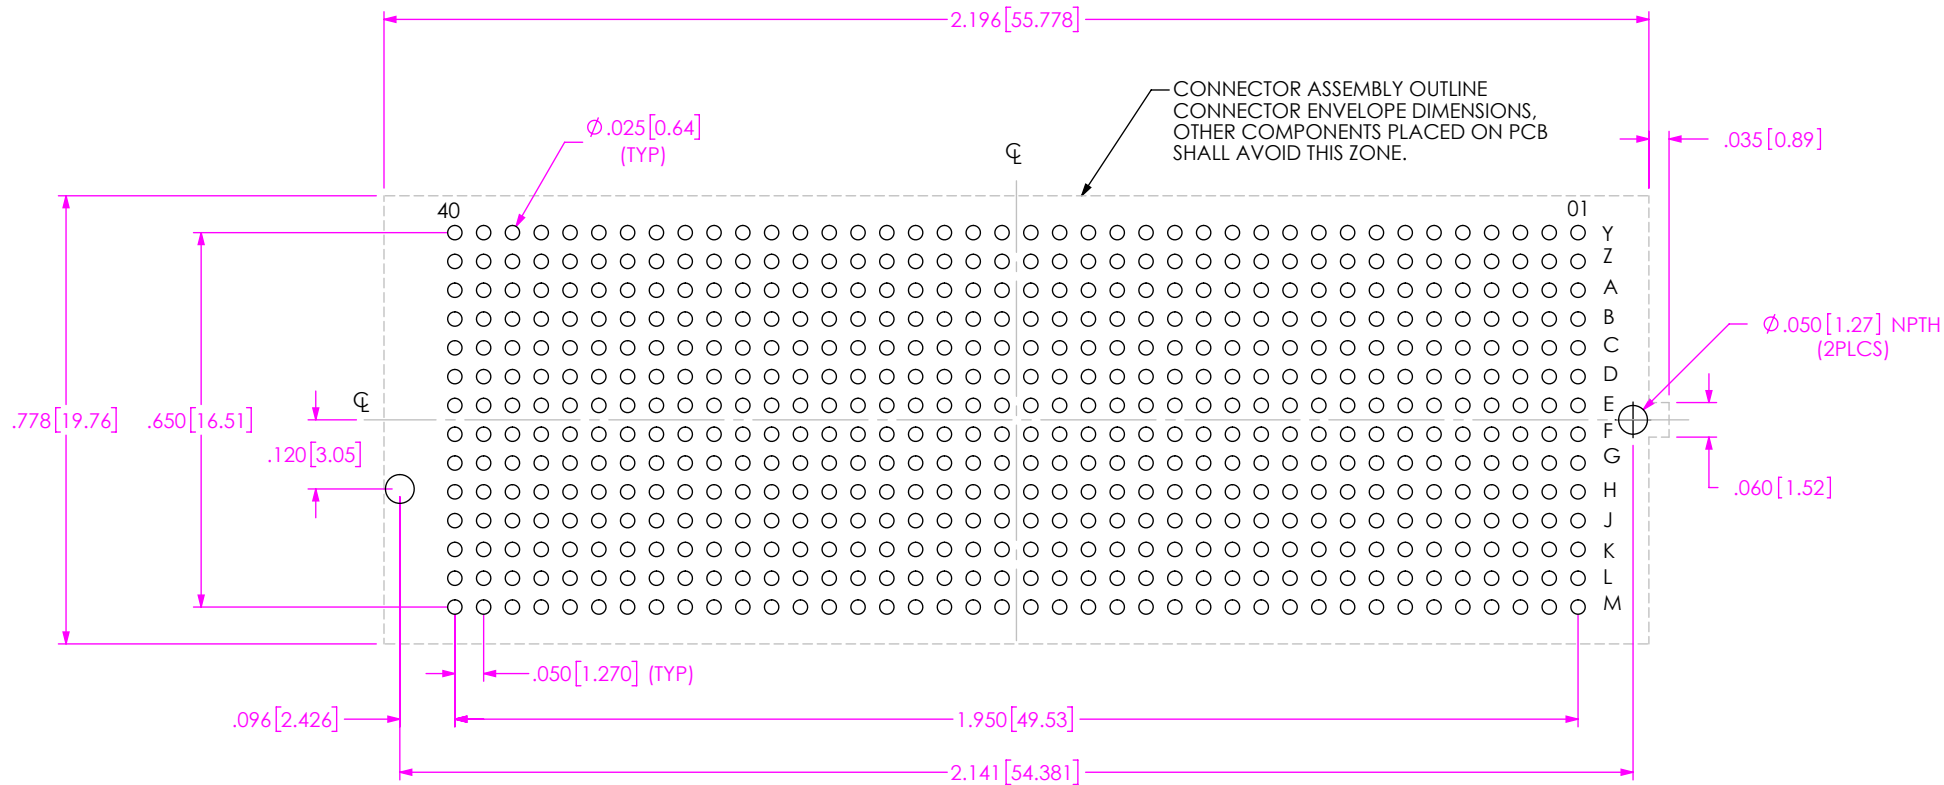 2.196[55.778]
CONNECTOR ASSEMBLY OUTLINE
CONNECTOR ENVELOPE DIMENSIONS,
OTHER COMPONENTS PLACED ON PCB
SHALL AVOID THIS ZONE.
Ø.025[0.64]
(TYP)
.035[0.89]
℄
40
01
Y
Z
A
B
C
D
E
F
G
H
J
K
L
M
Ø.050[1.27] NPTH
(2PLCS)
℄
.778[19.76]
.650[16.51]
.120[3.05]
.060[1.52]
.050[1.270] (TYP)
.096[2.426]
1.950[49.53]
2.141[54.381]